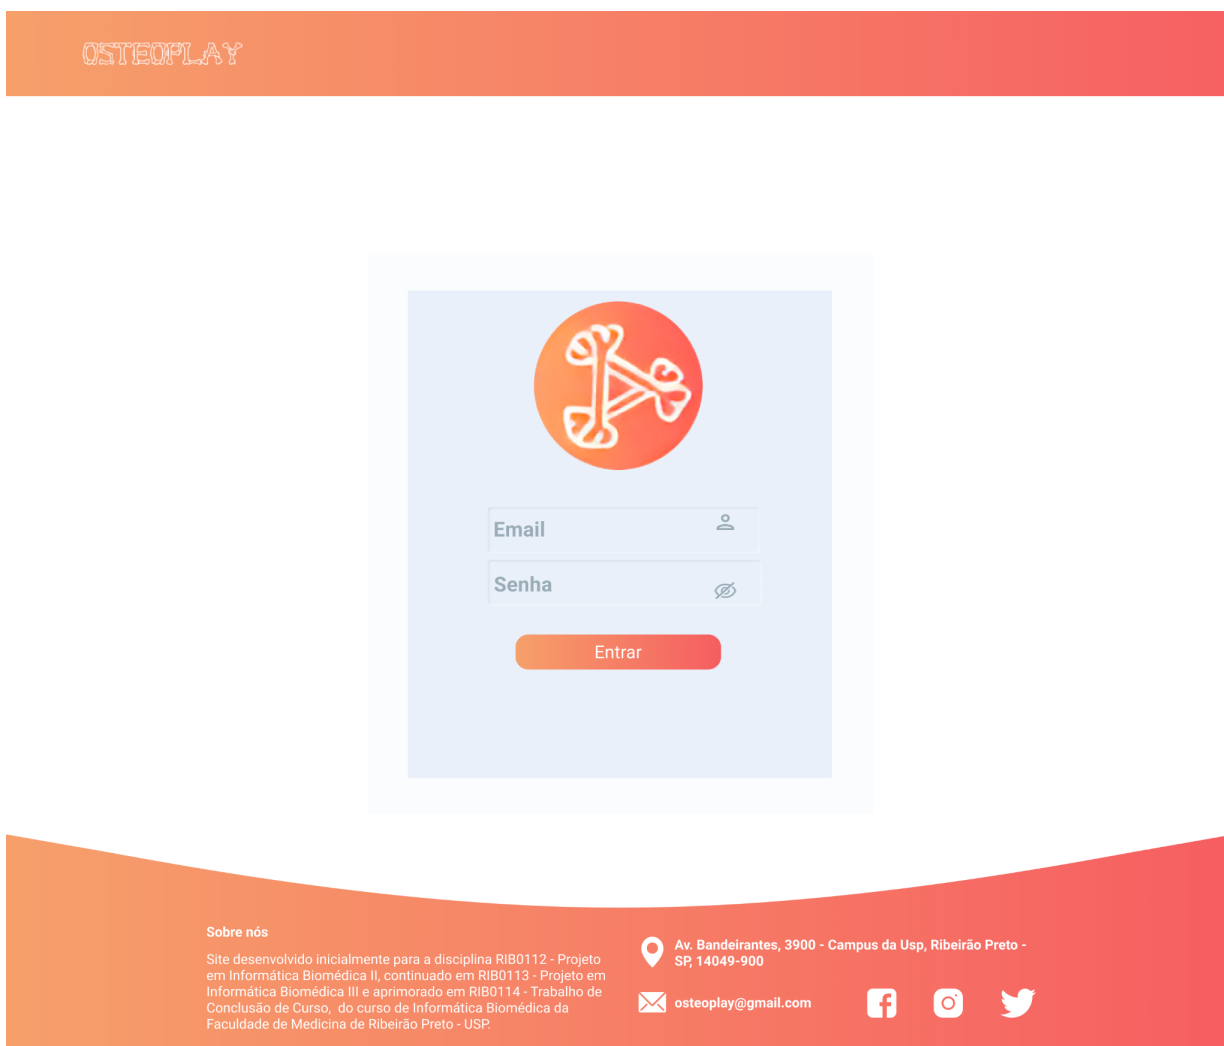 OSTEOPLAY
Email
Senha
Entrar
Sobre nós
Site desenvolvido inicialmente para a disciplina RIB0112 - Projeto
em Informática Biomédica II, continuado em RIB0113 - Projeto em
Informática Biomédica III e aprimorado em RIB0114 - Trabalho de
Conclusão de Curso, do curso de Informática Biomédica da
Faculdade de Medicina de Ribeirão Preto - USP.
Av. Bandeirantes, 3900 - Campus da Usp, Ribeirão Preto -
SP, 14049-900
osteoplay@gmail.com